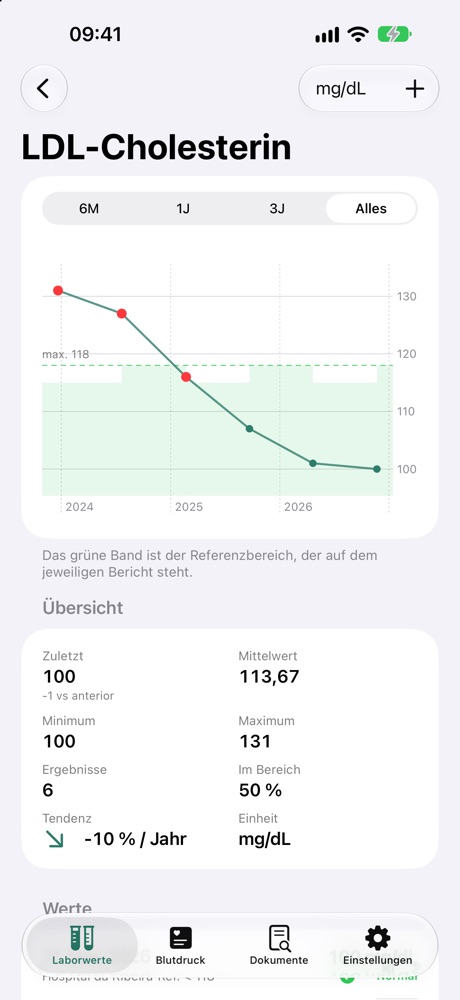 09:41
mg/dL +
LDL-Cholesterin
6M 1J 3J Alles
130
max. 118
120
110
100
2024 2025 2026
Das grüne Band ist der Referenzbereich, der auf dem
jeweiligen Bericht steht.
Übersicht
Zuletzt Mittelwert
100 113,67
-1 vs anterior
Minimum Maximum
100 131
Ergebnisse Im Bereich
6 50 %
Tendenz Einheit
-10 % / Jahr mg/dL
Werte
Laborwerte Blutdruck Dokumente Einstellungen
Normal